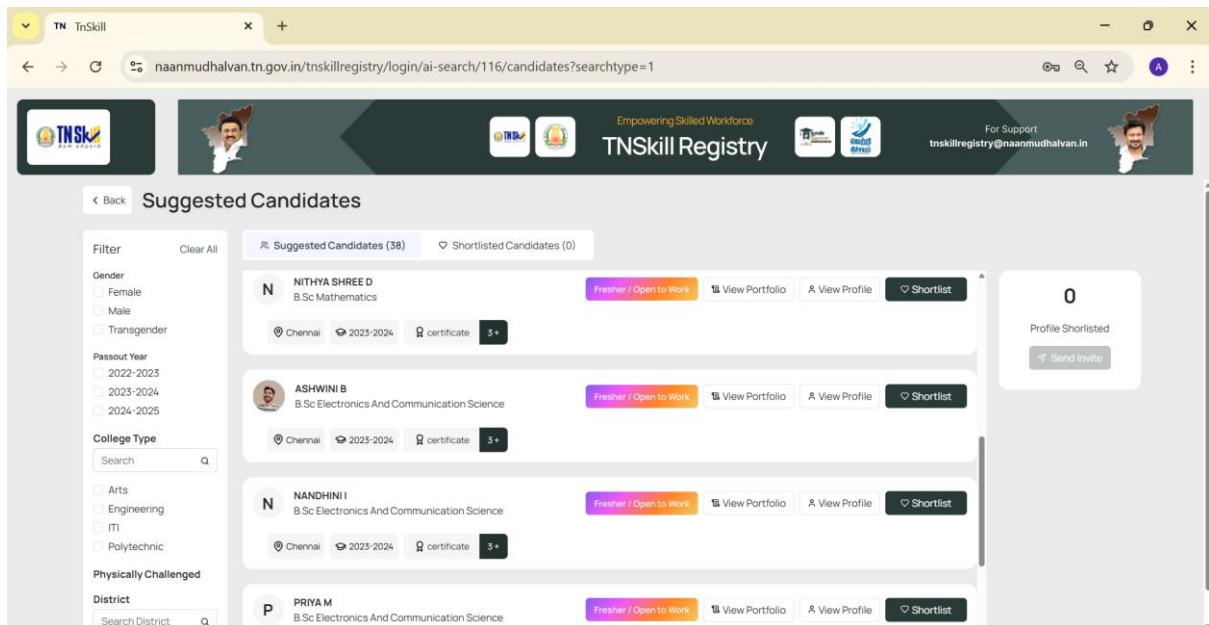 TN TnSkill
naanmudhalvan.tn.gov.in/tnskillregistry/login/ai-search/116/candidates?searchtype=1
A
TN Skill
TN Skill
Empowering Skilled Workforce
TNSkill Registry
For Support
tnskillregistry@naanmudhalvan.in
Back
Suggested Candidates
Filter
Clear All
Gender
Female
Male
Transgender
Passout Year
2022-2023
2023-2024
2024-2025
College Type
Search
Arts
Engineering
ITI
Polytechnic
Physically Challenged
District
Search District
Suggested Candidates (38)
Shortlisted Candidates (0)
N
NITHYA SHREE D
B.Sc Mathematics
Fresher / Open to Work
View Portfolio
View Profile
Shortlist
Chennai
2023-2024
certificate
3+
ASHWINI B
B.Sc Electronics And Communication Science
Fresher / Open to Work
View Portfolio
View Profile
Shortlist
Chennai
2023-2024
certificate
3+
N
NANDHINI I
B.Sc Electronics And Communication Science
Fresher / Open to Work
View Portfolio
View Profile
Shortlist
Chennai
2023-2024
certificate
3+
P
PRIYA M
B.Sc Electronics And Communication Science
Fresher / Open to Work
View Portfolio
View Profile
Shortlist
0
Profile Shorlisted
Send Invite